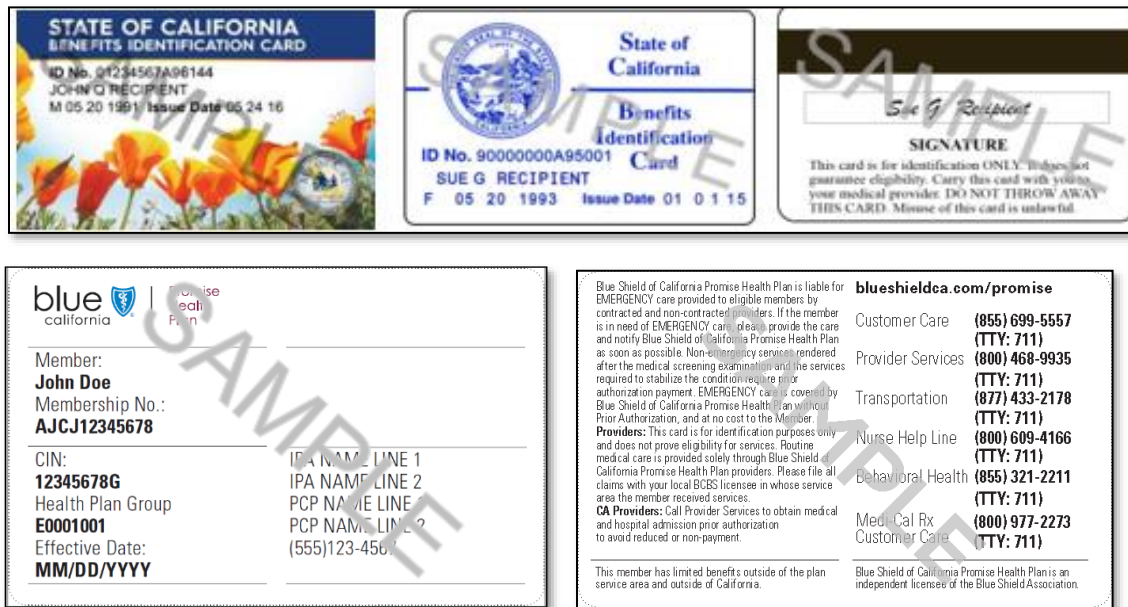 STATE OF CALIFORNIA
BENEFITS IDENTIFICATION CARD
ID No. 01234567A96144
JOHN Q RECIPIENT
M 05 20 1991 Issue Date 05 24 16
SAMPLE
State of
California
Benefits
Identification
Card
ID No. 90000000A95001
SUE G RECIPIENT
F 05 20 1993 Issue Date 01 0 1 15
SAMPLE
Sue G Recipient
SIGNATURE
This card is for identification ONLY. It does not
guarantee eligibility. Carry this card with you to
your medical provider. DO NOT THROW AWAY
THIS CARD. Misuse of this card is unlawful.
SAMPLE
blue
california
Promise
Health
Plan
Member:
John Doe
Membership No.:
AJCJ12345678
CIN:
12345678G
Health Plan Group
E0001001
Effective Date:
MM/DD/YYYY
IPA NAME LINE 1
IPA NAME LINE 2
PCP NAME LINE
PCP NAME LINE 2
(555)123-4567
SAMPLE
Blue Shield of California Promise Health Plan is liable for
EMERGENCY care provided to eligible members by
contracted and non-contracted providers. If the member
is in need of EMERGENCY care, please provide the care
and notify Blue Shield of California Promise Health Plan
as soon as possible. Non-emergency services rendered
after the medical screening examination and the services
required to stabilize the condition require prior
authorization payment. EMERGENCY care is covered by
Blue Shield of California Promise Health Plan without
Prior Authorization, and at no cost to the Member.
Providers: This card is for identification purposes only
and does not prove eligibility for services. Routine
medical care is provided solely through Blue Shield of
California Promise Health Plan providers. Please file all
claims with your local BCBS licensee in whose service
area the member received services.
CA Providers: Call Provider Services to obtain medical
and hospital admission prior authorization
to avoid reduced or non-payment.
This member has limited benefits outside of the plan
service area and outside of California.
blueshieldca.com/promise
Customer Care (855) 699-5557
(TTY: 711)
Provider Services (800) 468-9935
(TTY: 711)
Transportation (877) 433-2178
(TTY: 711)
Nurse Help Line (800) 609-4166
(TTY: 711)
Behavioral Health (855) 321-2211
(TTY: 711)
Medi-Cal Rx (800) 977-2273
Customer Care (TTY: 711)
Blue Shield of California Promise Health Plan is an
independent licensee of the Blue Shield Association.
SAMPLE